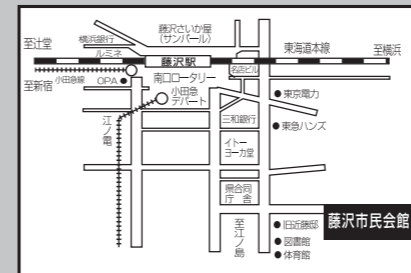 藤沢さいか屋
(サンパール)
至辻堂
横浜銀行
ルミネ
東海道本線
至横浜
藤沢駅
名店ビル
小田急線
OPA
南口ロータリー
至新宿
小田急
デパート
東京電力
江ノ電
三和銀行
東急ハンズ
イトー
ヨーカ堂
県合同
庁舎
至江ノ島
旧近藤邸
藤沢市民会館
図書館
体育館